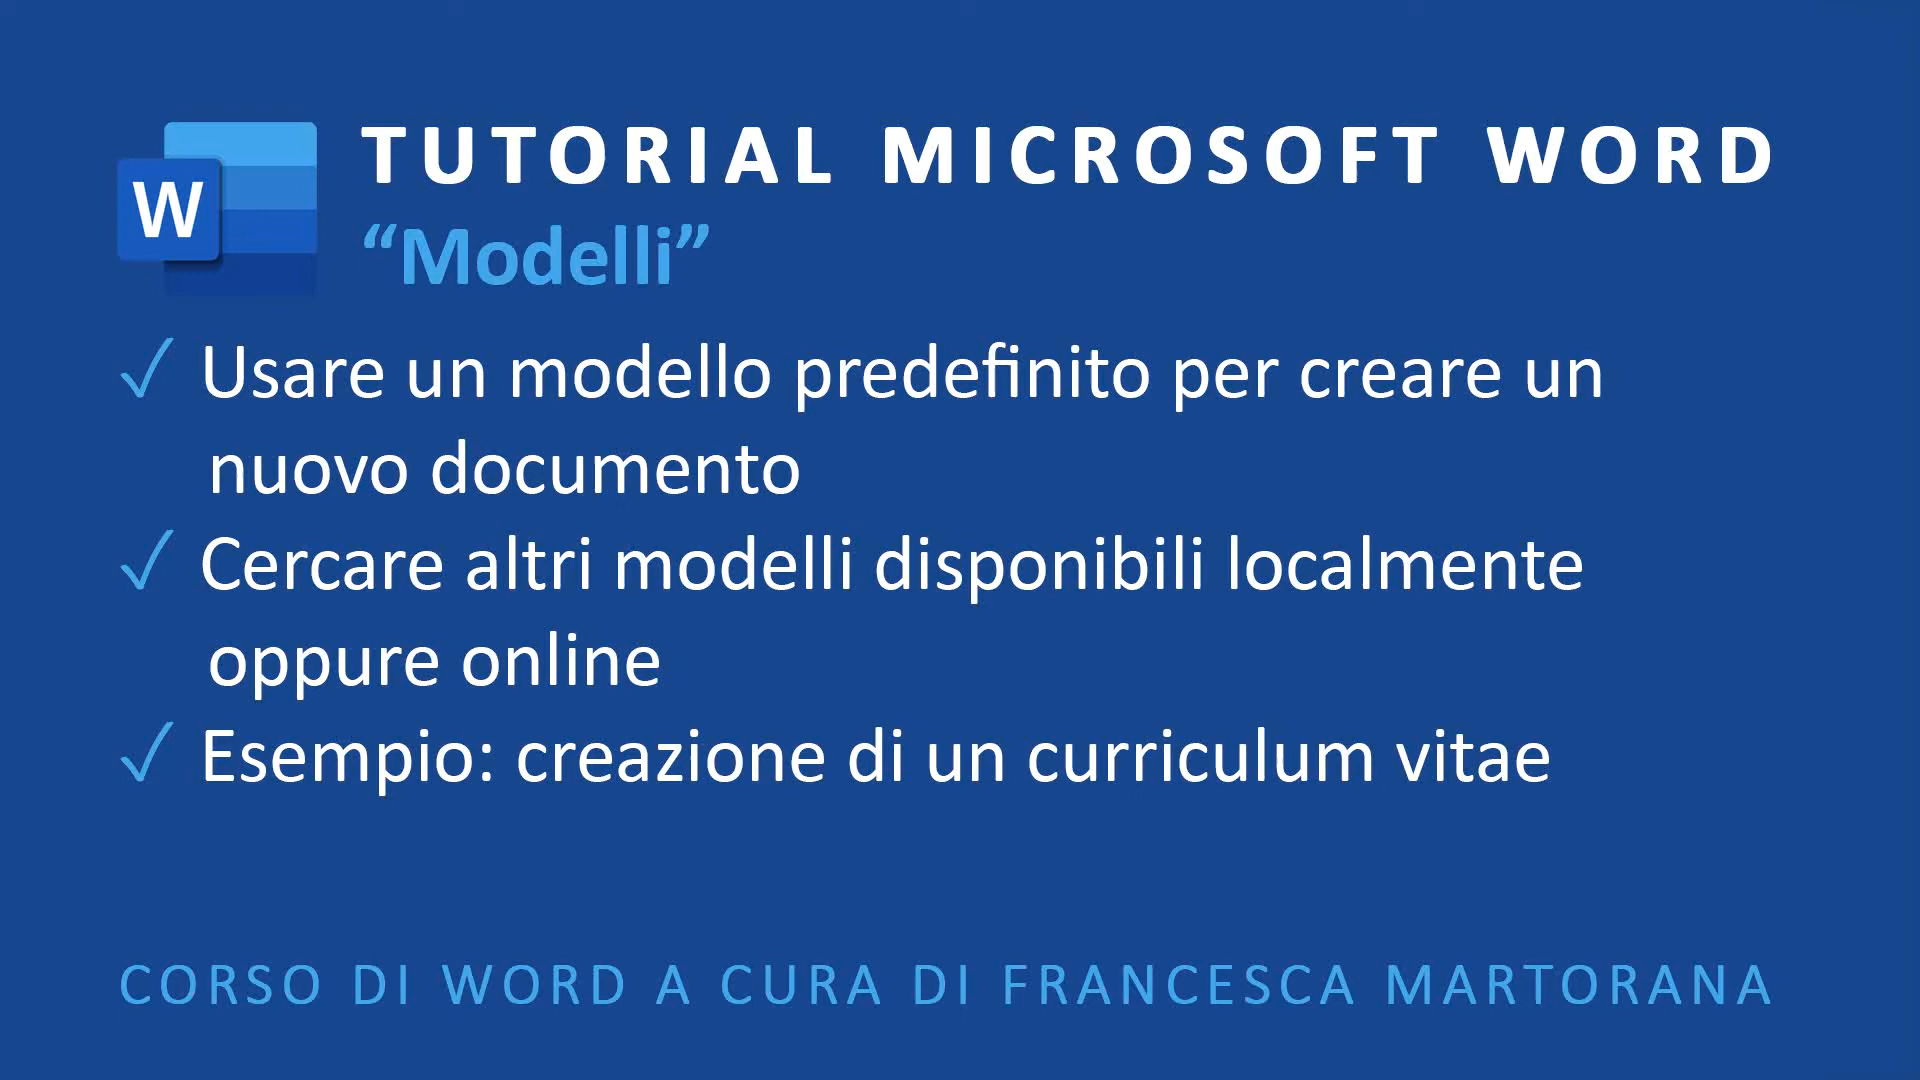 W
TUTORIAL MICROSOFT WORD
“Modelli”
✓ Usare un modello predefinito per creare un
nuovo documento
✓ Cercare altri modelli disponibili localmente
oppure online
✓ Esempio: creazione di un curriculum vitae
CORSO DI WORD A CURA DI FRANCESCA MARTORANA